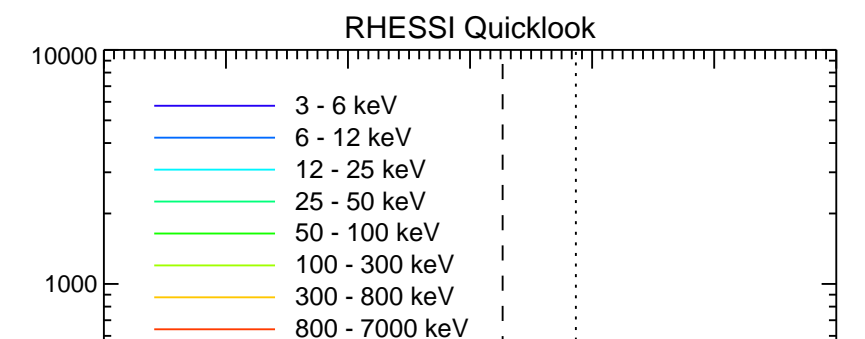 RHESSI Quicklook
10000
3 - 6 keV
6 - 12 keV
12 - 25 keV
25 - 50 keV
50 - 100 keV
100 - 300 keV
1000
300 - 800 keV
800 - 7000 keV